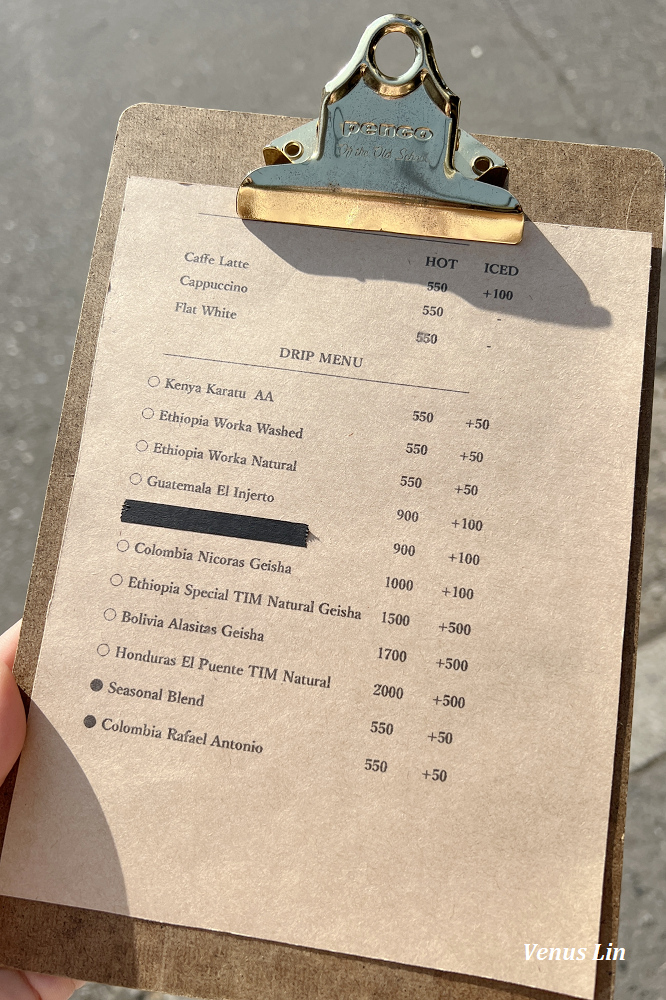 penco
the Old
HOT ICED
Caffe Latte 550 +100
Cappuccino 550 -
Flat White 550 -
DRIP MENU
○ Kenya Karatu AA 550 +50
○ Ethiopia Worka Washed 550 +50
○ Ethiopia Worka Natural 550 +50
○ Guatemala El Injerto 900 +100
900 +100
○ Colombia Nicoras Geisha 1000 +100
○ Ethiopia Special TIM Natural Geisha 1500 +500
○ Bolivia Alasitas Geisha 1700 +500
○ Honduras El Puente TIM Natural 2000 +500
● Seasonal Blend 550 +50
● Colombia Rafael Antonio 550 +50
Venus Lin